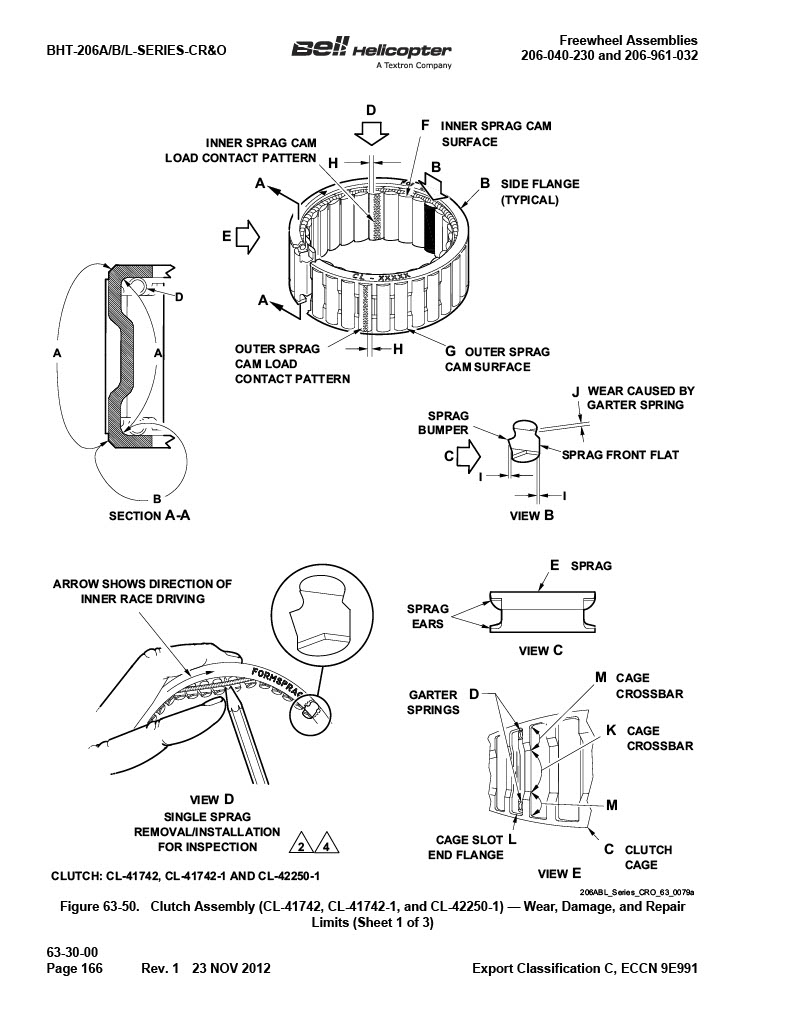 BHT-206A/B/L-SERIES-CR&O
Bell Helicopter
A Textron Company
Freewheel Assemblies
206-040-230 and 206-961-032
D
F INNER SPRAG CAM
SURFACE
INNER SPRAG CAM
LOAD CONTACT PATTERN
H
B
A
B SIDE FLANGE
(TYPICAL)
E
CL - XXXXX
D
A
A
A
OUTER SPRAG
CAM LOAD
CONTACT PATTERN
H
G OUTER SPRAG
CAM SURFACE
J WEAR CAUSED BY
GARTER SPRING
SPRAG
BUMPER
C
SPRAG FRONT FLAT
I
I
B
SECTION A-A
VIEW B
E SPRAG
ARROW SHOWS DIRECTION OF
INNER RACE DRIVING
SPRAG
EARS
VIEW C
FORMSPRAG
M CAGE
CROSSBAR
GARTER
SPRINGS
D
K CAGE
CROSSBAR
M
VIEW D
SINGLE SPRAG
REMOVAL/INSTALLATION
FOR INSPECTION
2 4
CAGE SLOT L
END FLANGE
C CLUTCH
CAGE
VIEW E
CLUTCH: CL-41742, CL-41742-1 AND CL-42250-1
206ABL_Series_CRO_63_0079a
Figure 63-50. Clutch Assembly (CL-41742, CL-41742-1, and CL-42250-1) — Wear, Damage, and Repair
Limits (Sheet 1 of 3)
63-30-00
Page 166 Rev. 1 23 NOV 2012
Export Classification C, ECCN 9E991